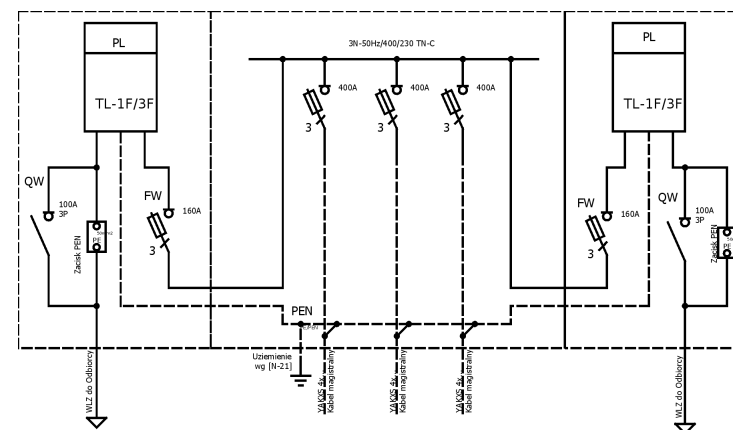 PL
TL-1F/3F
QW
100A
3P
Zacisk PEN
PE
FW
160A
3
WLZ do Odbiorcy
3N-50Hz/400/230 TN-C
400A
3
400A
3
400A
3
PEN
Uziemienie
wg [N-21]
YAKXS 4x
Kabel magistralny
YAKXS 4x
Kabel magistralny
YAKXS 4x
Kabel magistralny
PL
TL-1F/3F
FW
160A
3
QW
100A
3P
Zacisk PEN
PE
WLZ do Odbiorcy